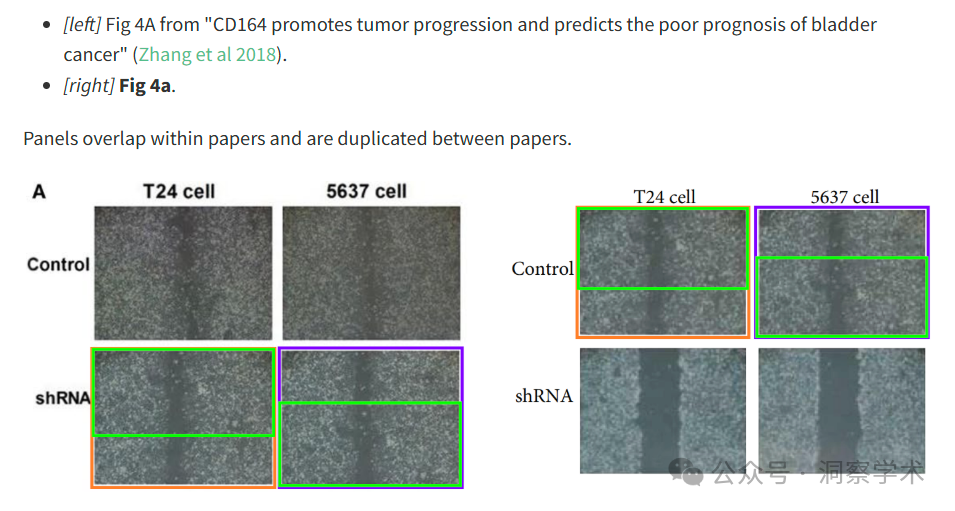 • [left] Fig 4A from "CD164 promotes tumor progression and predicts the poor prognosis of bladder
cancer" (Zhang et al 2018).
• [right] Fig 4a.
Panels overlap within papers and are duplicated between papers.
A
T24 cell
5637 cell
Control
shRNA
T24 cell
5637 cell
Control
shRNA
公众号 · 洞察学术